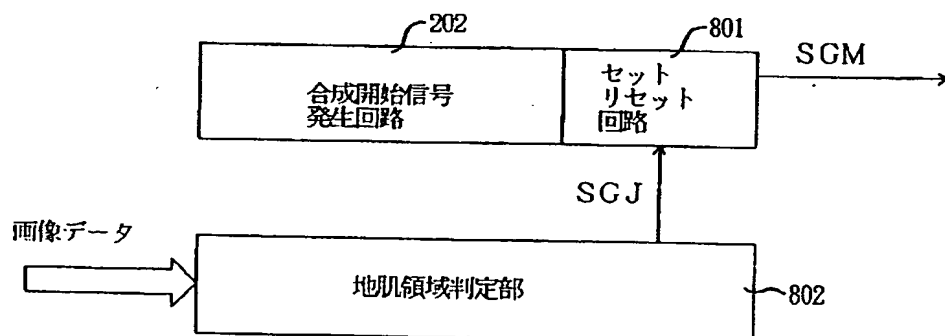 202
801
合成開始信号
発生回路
セット
リセット
回路
SGM
SGJ
画像データ
地肌領域判定部
802